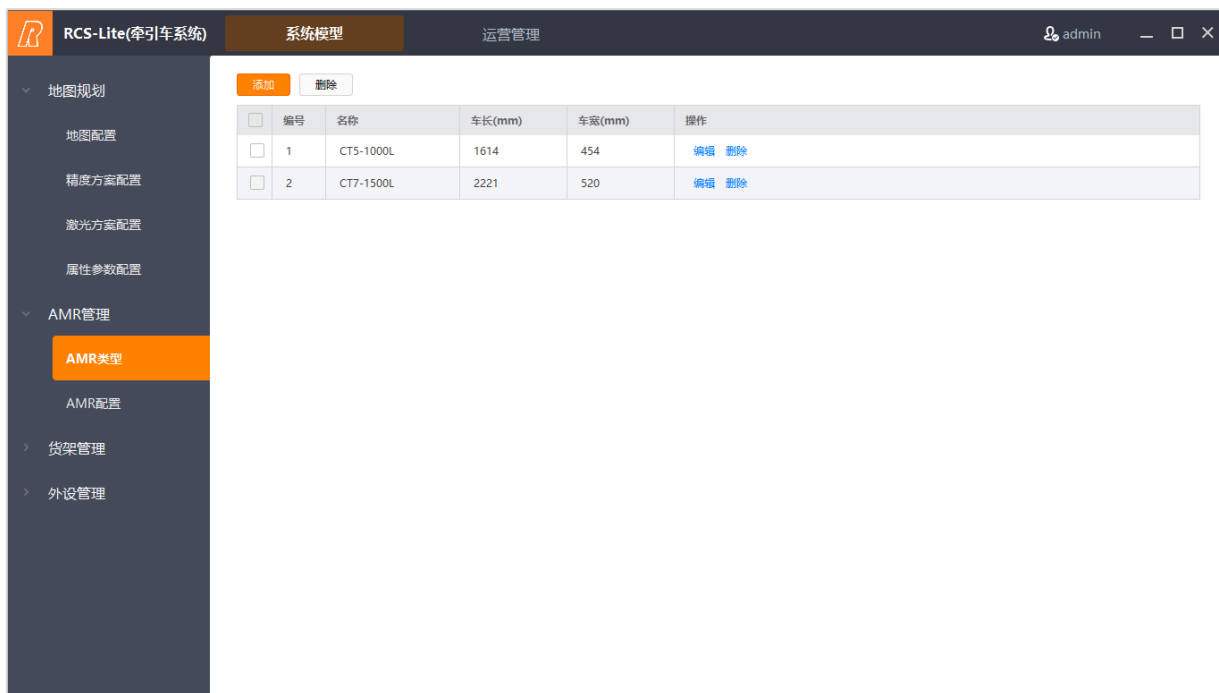 RCS-Lite(牵引车系统) 系统模型 运营管理 admin
地图规划
地图配置
精度方案配置
激光方案配置
属性参数配置
AMR管理
AMR类型
AMR配置
货架管理
外设管理
添加 删除
编号 名称 车长(mm) 车宽(mm) 操作
1 CT5-1000L 1614 454 编辑 删除
2 CT7-1500L 2221 520 编辑 删除